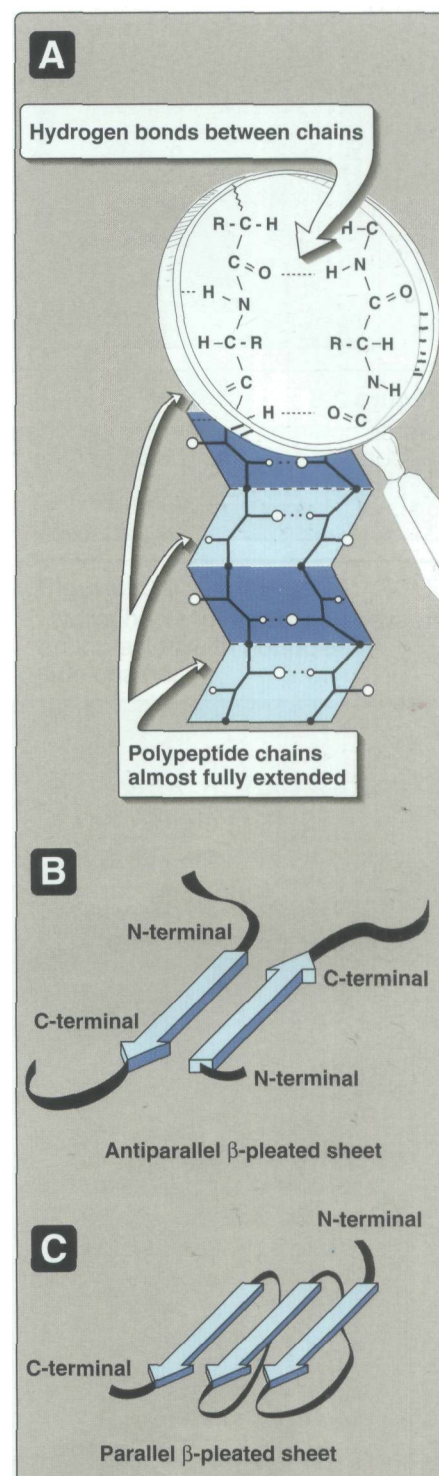 A
Hydrogen bonds between chains
R-C-H
H-C
C=O
H-N
H-N
C=O
H-C-R
R-C-H
C
N-H
H
O=C
Polypeptide chains
almost fully extended
B
N-terminal
C-terminal
C-terminal
N-terminal
Antiparallel β-pleated sheet
C
N-terminal
C-terminal
Parallel β-pleated sheet